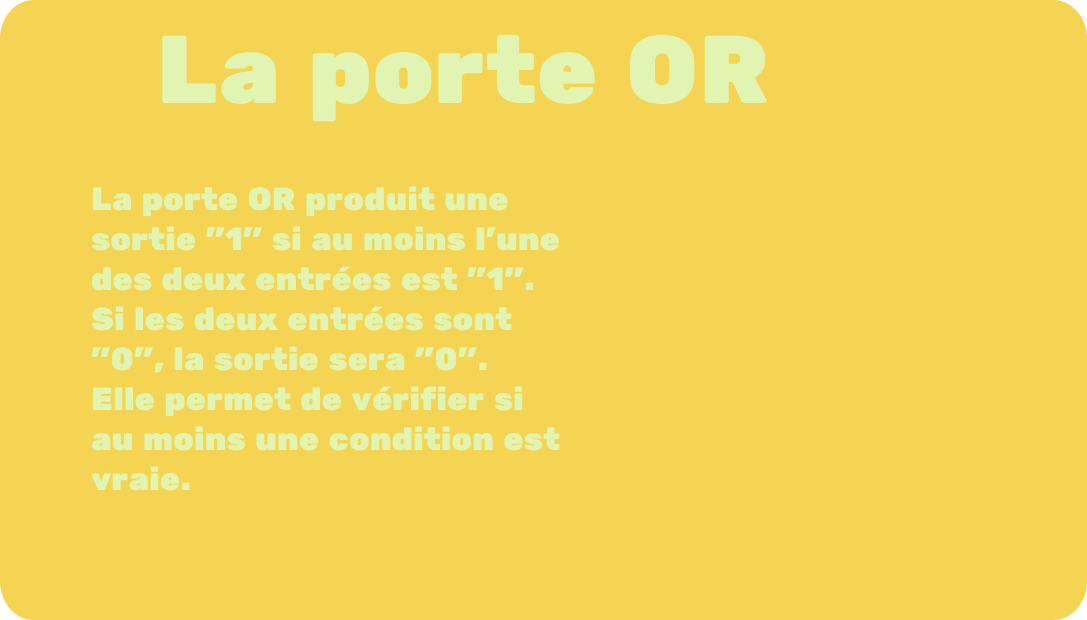 La porte OR
La porte OR produit une
sortie "1" si au moins l'une
des deux entrées est "1".
Si les deux entrées sont
"0", la sortie sera "0".
Elle permet de vérifier si
au moins une condition est
vraie.